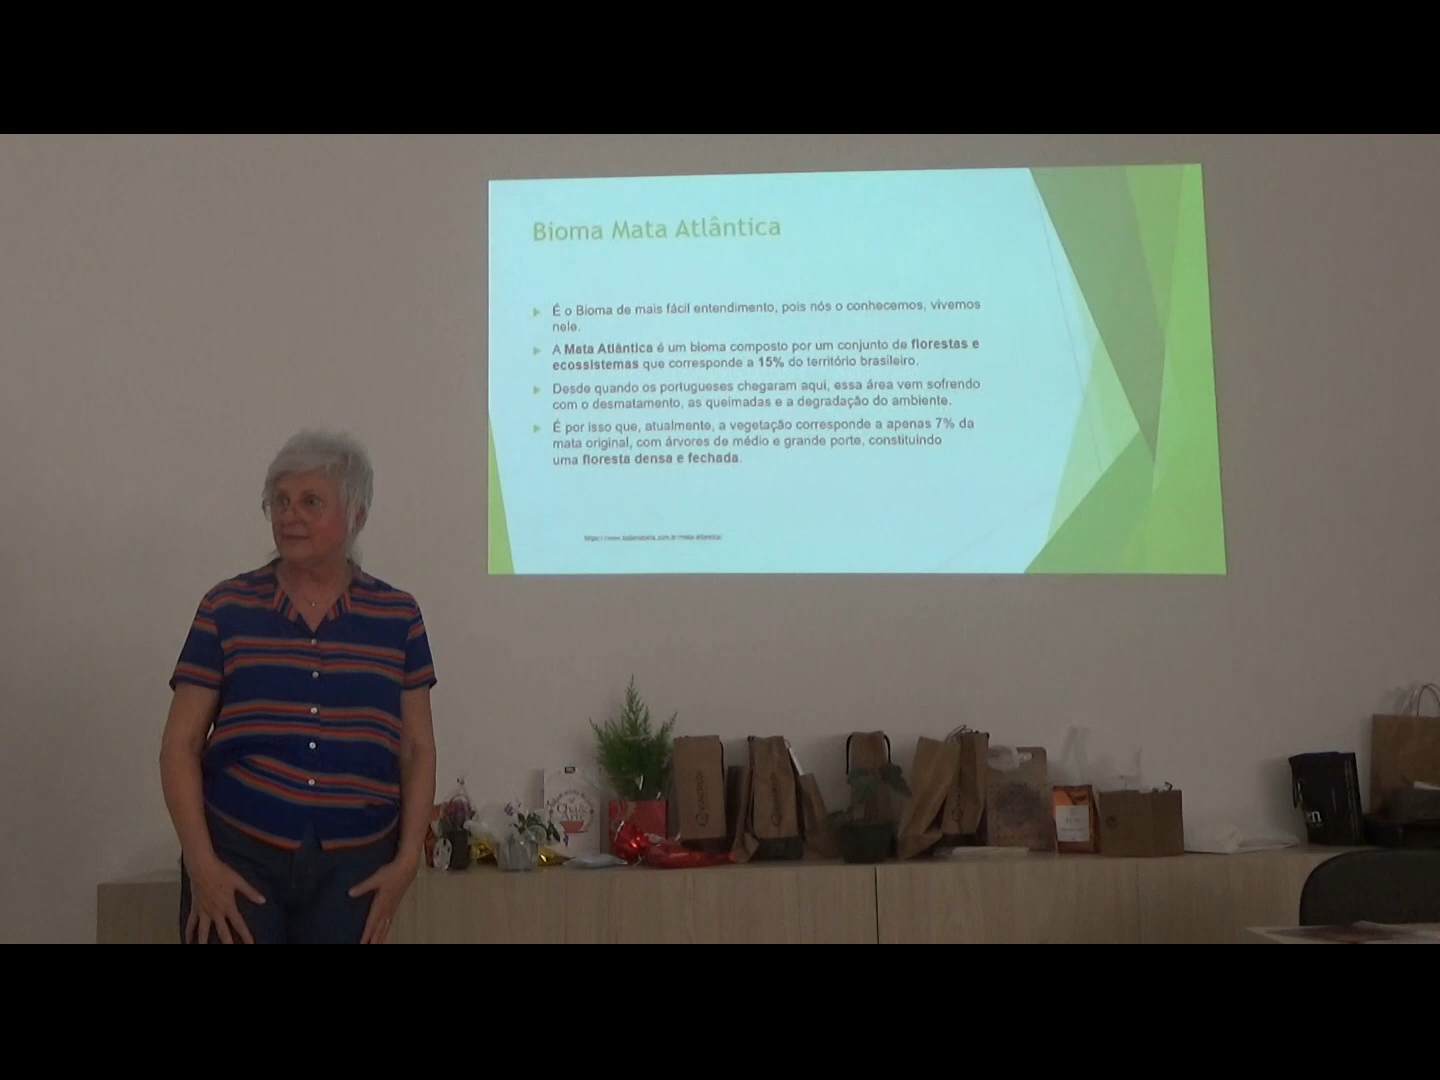 Bioma Mata Atlântica
É o Bioma de mais fácil entendimento, pois nós o conhecemos, vivemos
nele.
A Mata Atlântica é um bioma composto por um conjunto de florestas e
ecossistemas que corresponde a 15% do território brasileiro.
Desde quando os portugueses chegaram aqui, essa área vem sofrendo
com o desmatamento, as queimadas e a degradação do ambiente.
É por isso que, atualmente, a vegetação corresponde a apenas 7% da
mata original, com árvores de médio e grande porte, constituindo
uma floresta densa e fechada.
Chá&
Arte